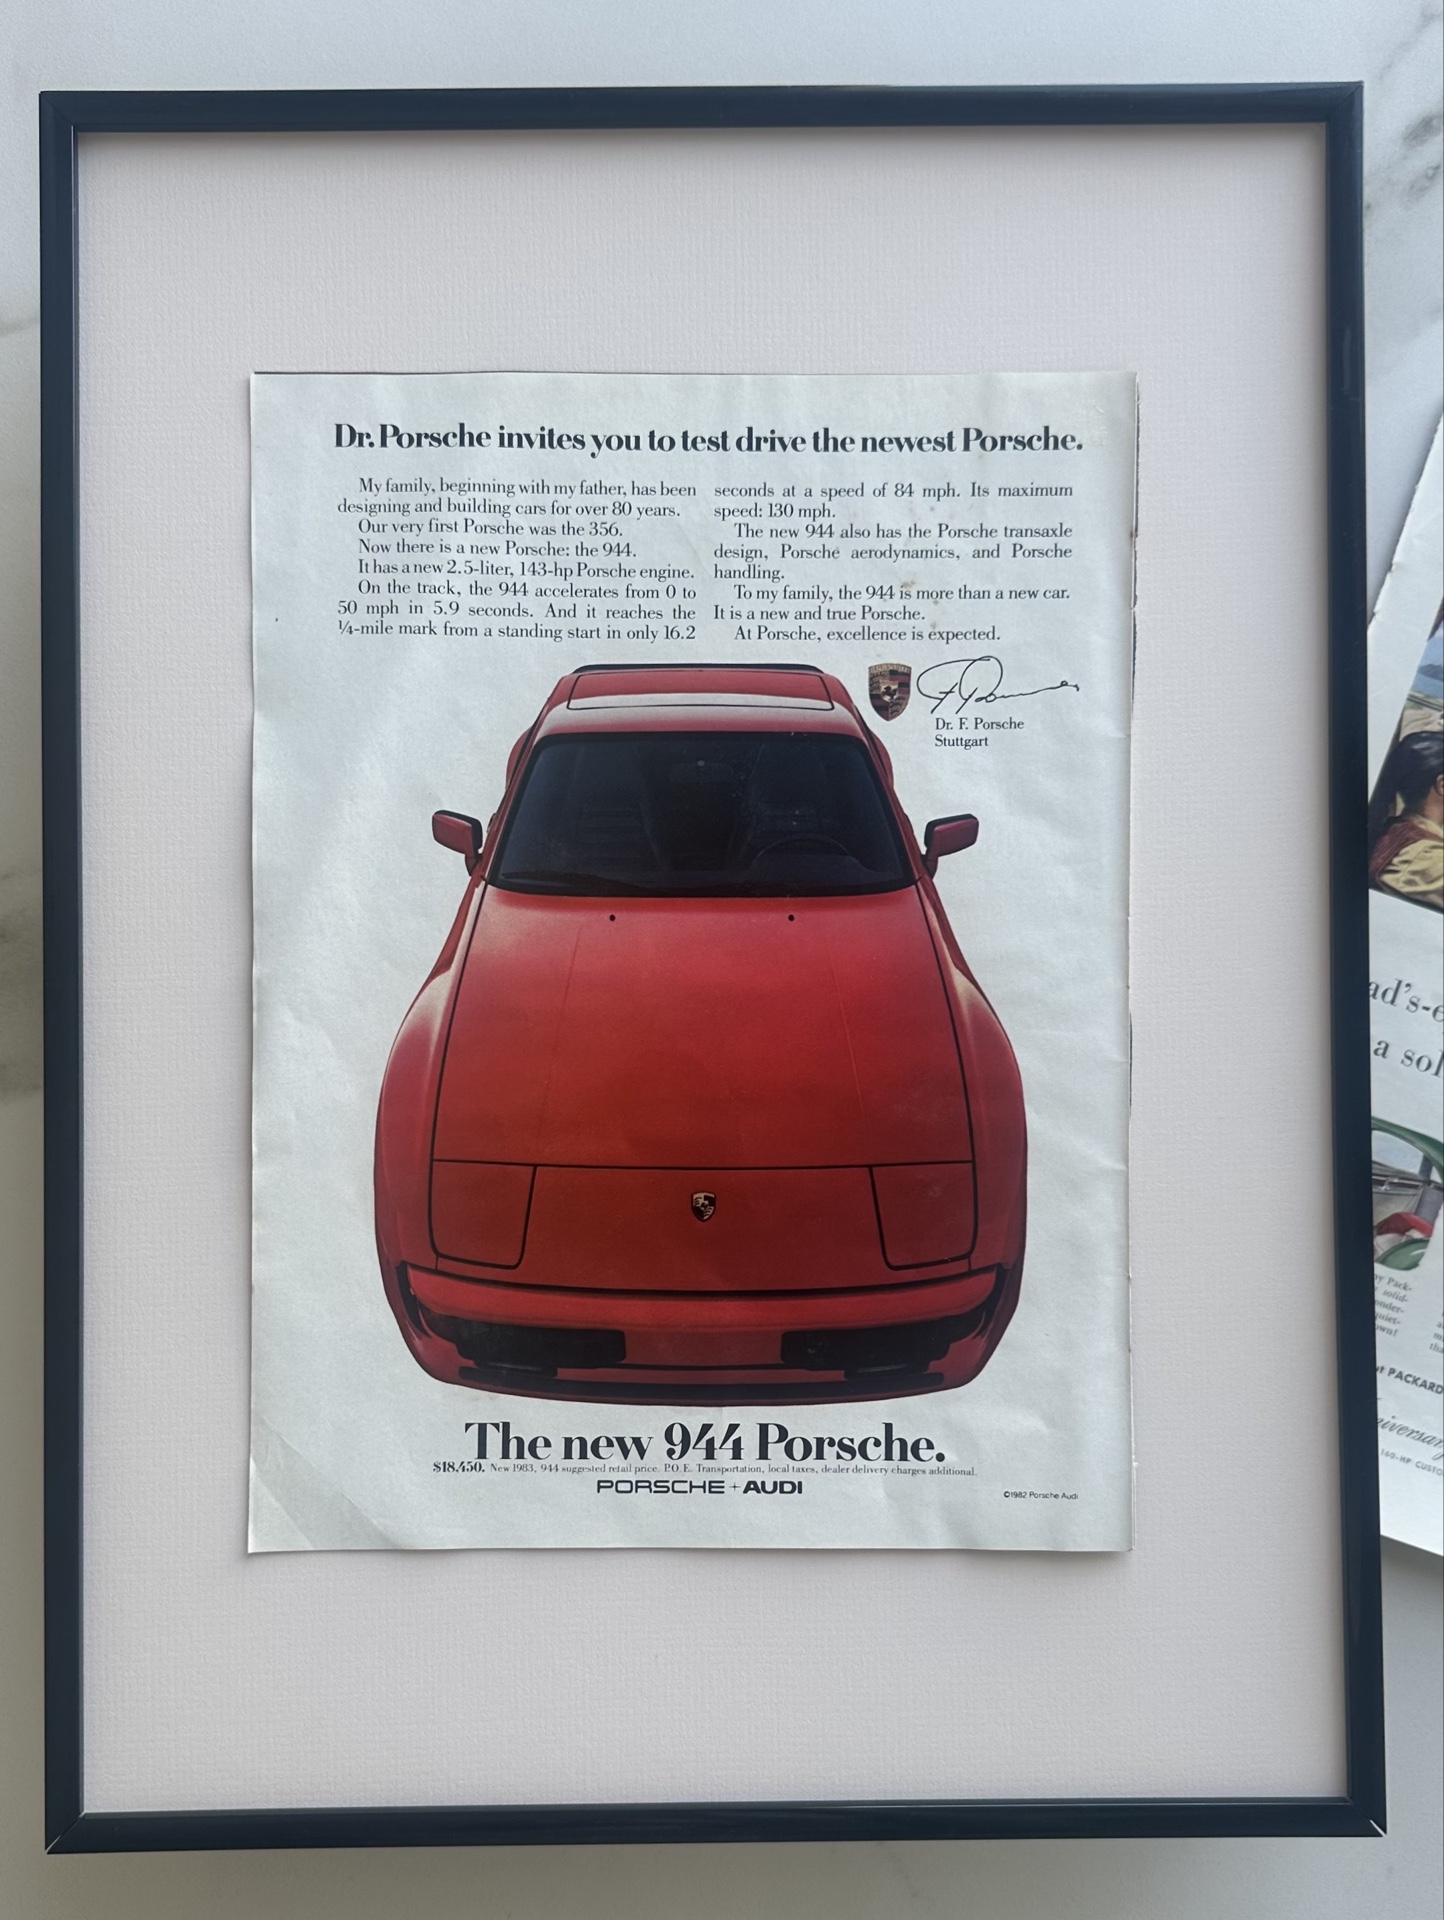 Dr. Porsche invites you to test drive the newest Porsche.
My family, beginning with my father, has been
designing and building cars for over 80 years.
Our very first Porsche was the 356.
Now there is a new Porsche: the 944.
It has a new 2.5-liter, 143-hp Porsche engine.
On the track, the 944 accelerates from 0 to
50 mph in 5.9 seconds. And it reaches the
¼-mile mark from a standing start in only 16.2
seconds at a speed of 84 mph. Its maximum
speed: 130 mph.
The new 944 also has the Porsche transaxle
design, Porsche aerodynamics, and Porsche
handling.
To my family, the 944 is more than a new car.
It is a new and true Porsche.
At Porsche, excellence is expected.
Dr. F. Porsche
Stuttgart
The new 944 Porsche.
$18,450. New 1983, 944 suggested retail price. P.O.E. Transportation, local taxes, dealer delivery charges additional.
PORSCHE+AUDI
©1982 Porsche Audi
ad's-e
a sol
Pack-
solid-
PACKARD